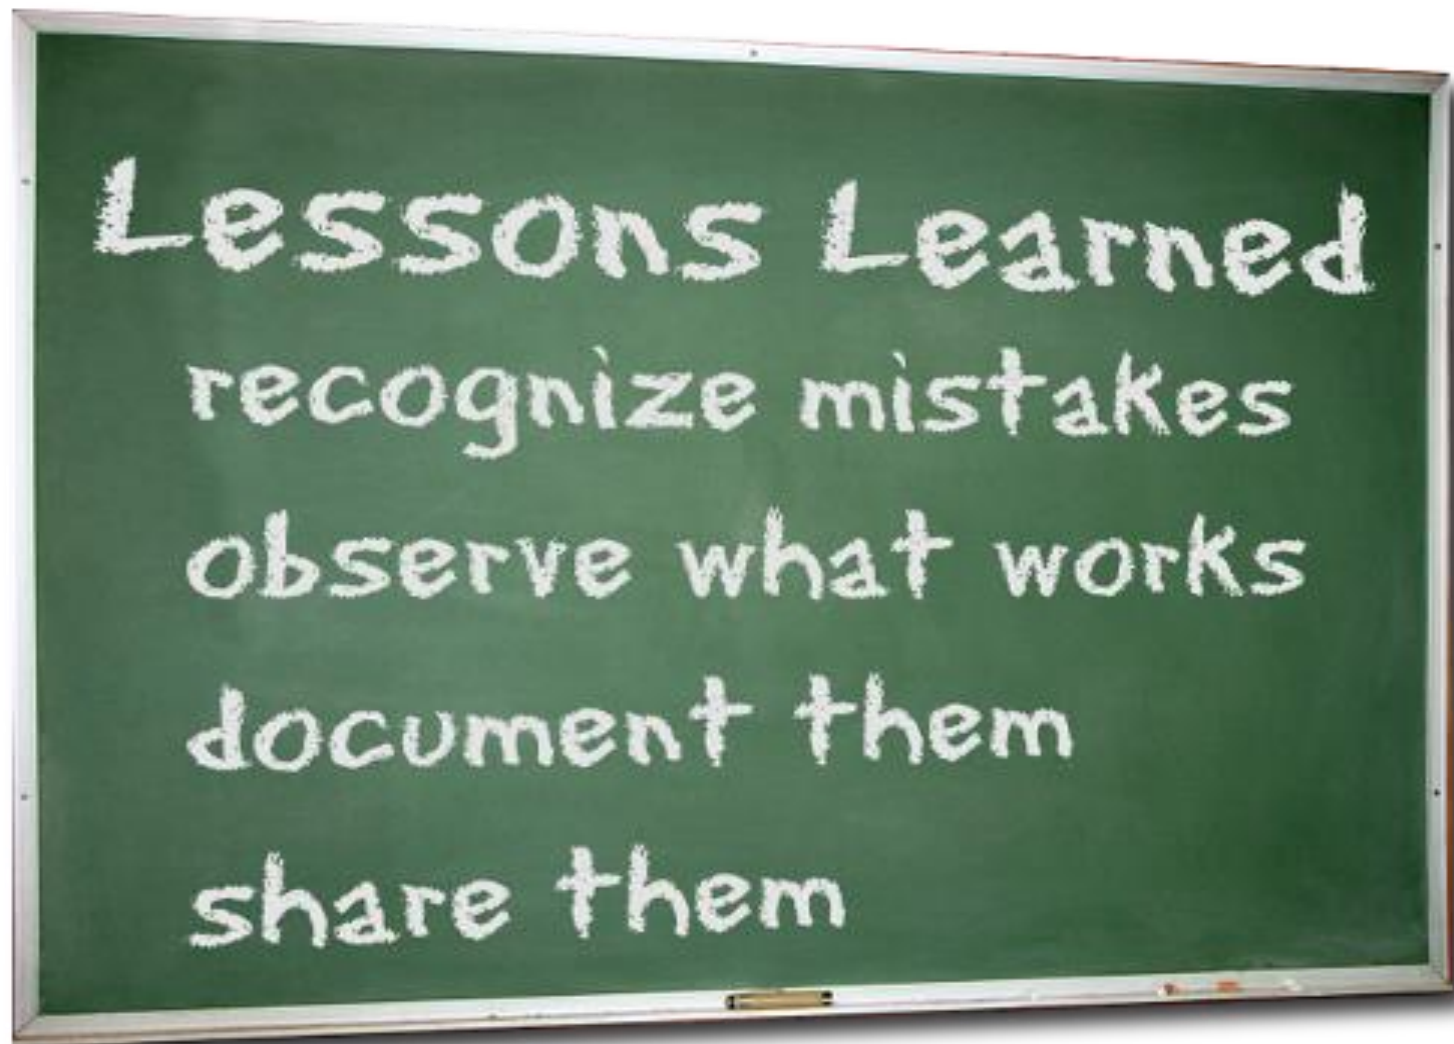 Lessons Learned
recognize mistakes
observe what works
document them
share them